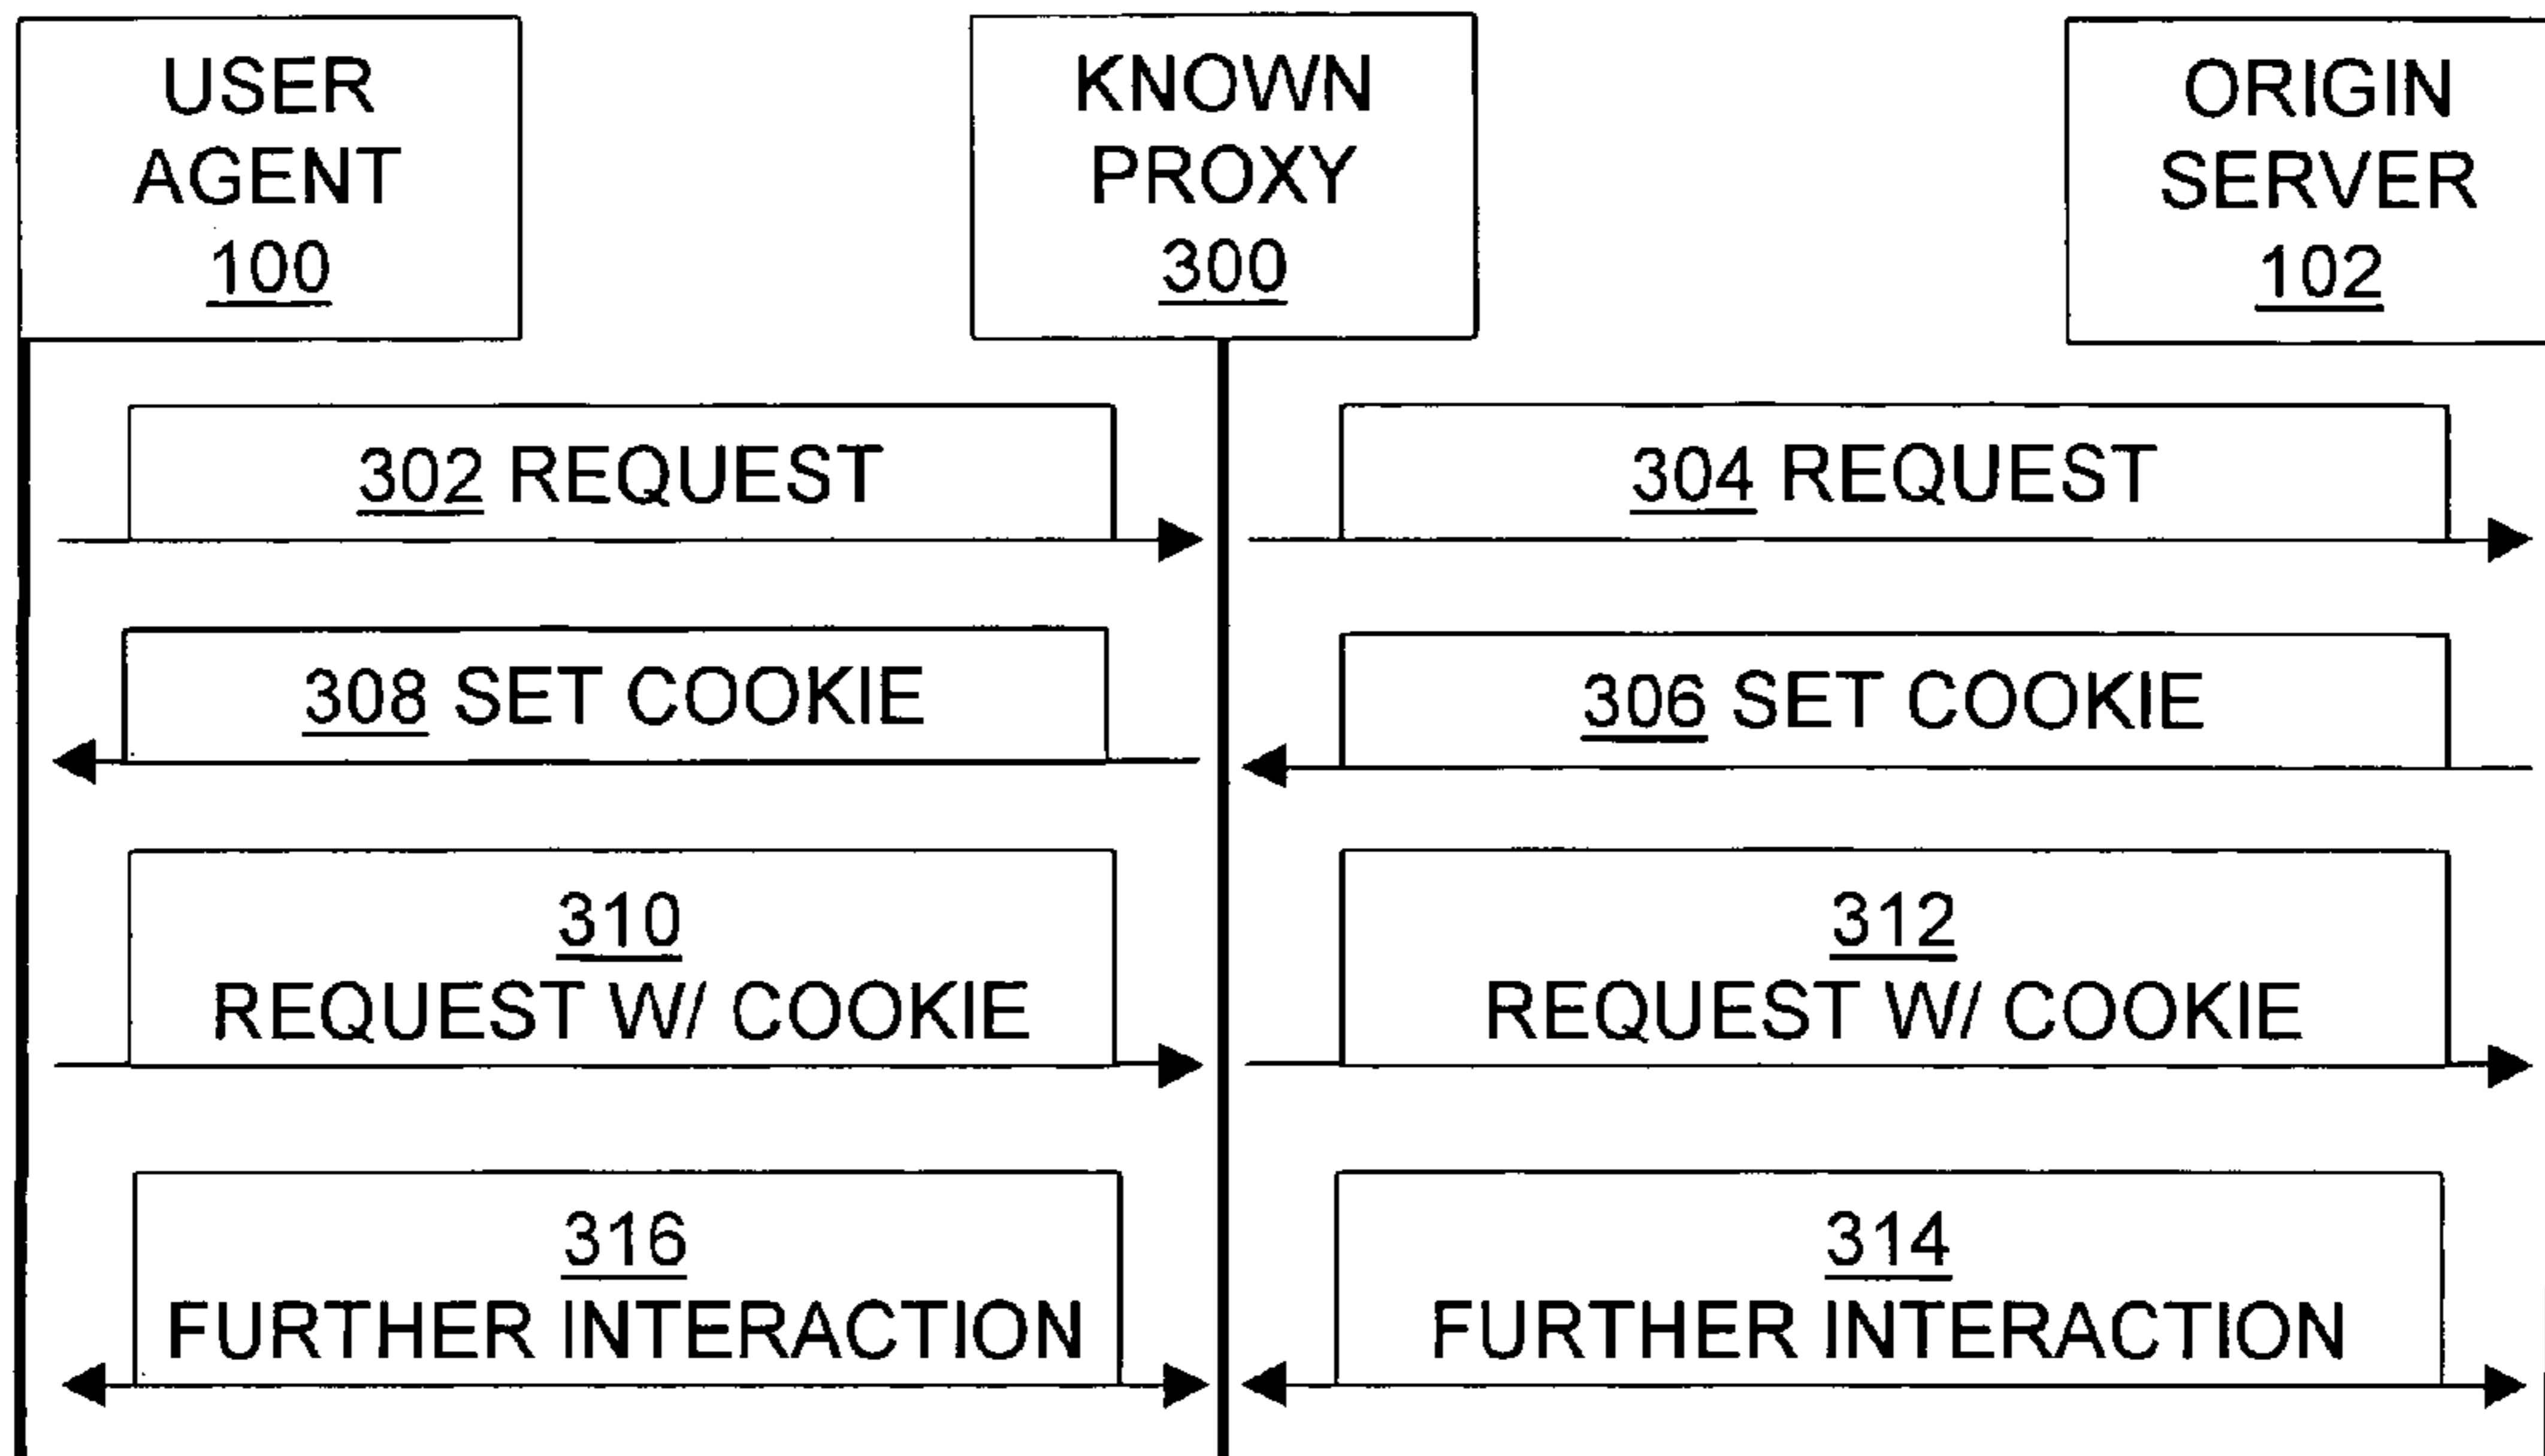 USER
AGENT
100
KNOWN
PROXY
300
ORIGIN
SERVER
102
302 REQUEST
304 REQUEST
308 SET COOKIE
306 SET COOKIE
310
REQUEST W/ COOKIE
312
REQUEST W/ COOKIE
316
FURTHER INTERACTION
314
FURTHER INTERACTION